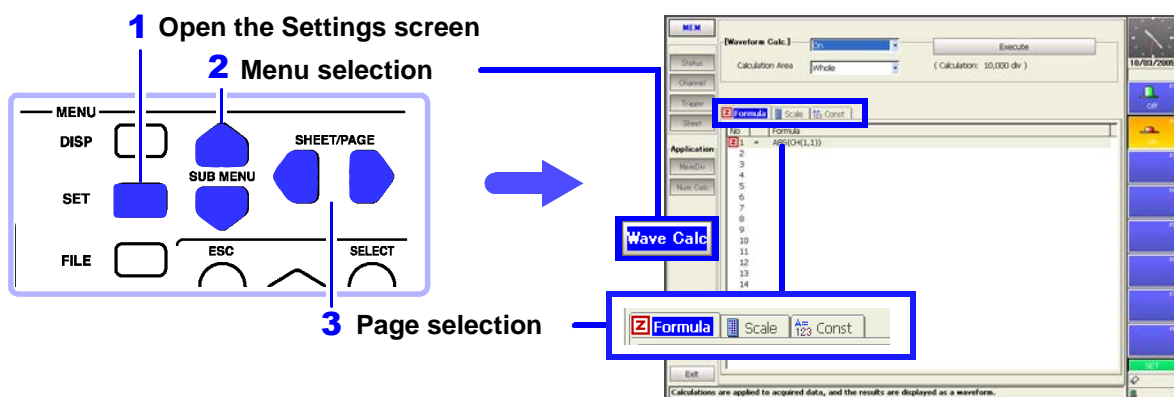 1 Open the Settings screen
2 Menu selection
MENU
DISP
SHEET/PAGE
SUB MENU
SET
FILE
ESC
SELECT
3 Page selection
MEM
[Waveform Calc.]
On
Execute
Status
Calculation Area
Whole
( Calculation: 10,000 div )
Channel
Trigger
Z Formula
Scale
Const
Sheet
No
Formula
Z 1 = ABS(CH(1,1))
Application
2
MemDiv
3
4
Num Calc
5
6
7
8
9
Wave Calc
10
11
12
13
14
Z Formula
Scale
A=
123 Const
Exit
Calculations are applied to acquired data, and the results are displayed as a waveform.
10/03/2005
Off
On
SET